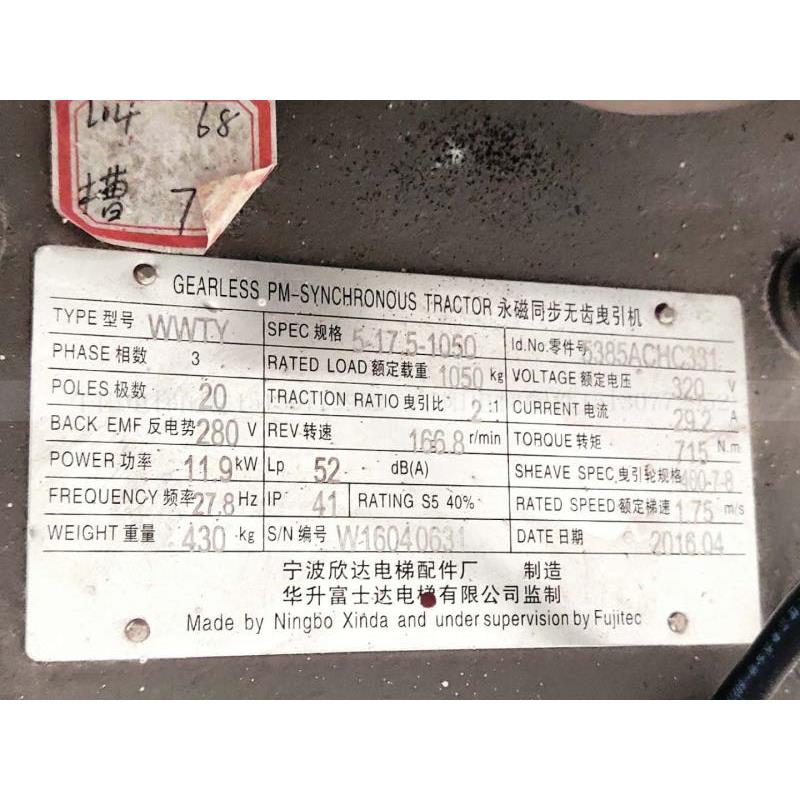 204 68
槽 7
GEARLESS PM-SYNCHRONOUS TRACTOR 永磁同步无齿曳引机
TYPE 型号 WWTY SPEC 规格 5-17.5-1050 Id.No.零件号 5385ACHC331
PHASE 相数 3 RATED LOAD 额定载重 1050 kg VOLTAGE 额定电压 320 V
POLES 极数 20 TRACTION RATIO 曳引比 2 :1 CURRENT 电流 29.2 A
BACK EMF 反电势 280 V REV 转速 166.8 r/min TORQUE 转矩 715 N.m
POWER 功率 11.9 kW Lp 52 dB(A) SHEAVE SPEC.曳引轮规格 400-7-8
FREQUENCY 频率 27.8 Hz IP 41 RATING S5 40% RATED SPEED 额定梯速 1.75 m/s
WEIGHT 重量 430 kg S/N 编号 W16040631 DATE 日期 2016.04
宁波欣达电梯配件厂 制造
华升富士达电梯有限公司监制
Made by Ningbo Xinda and under supervision by Fujitec